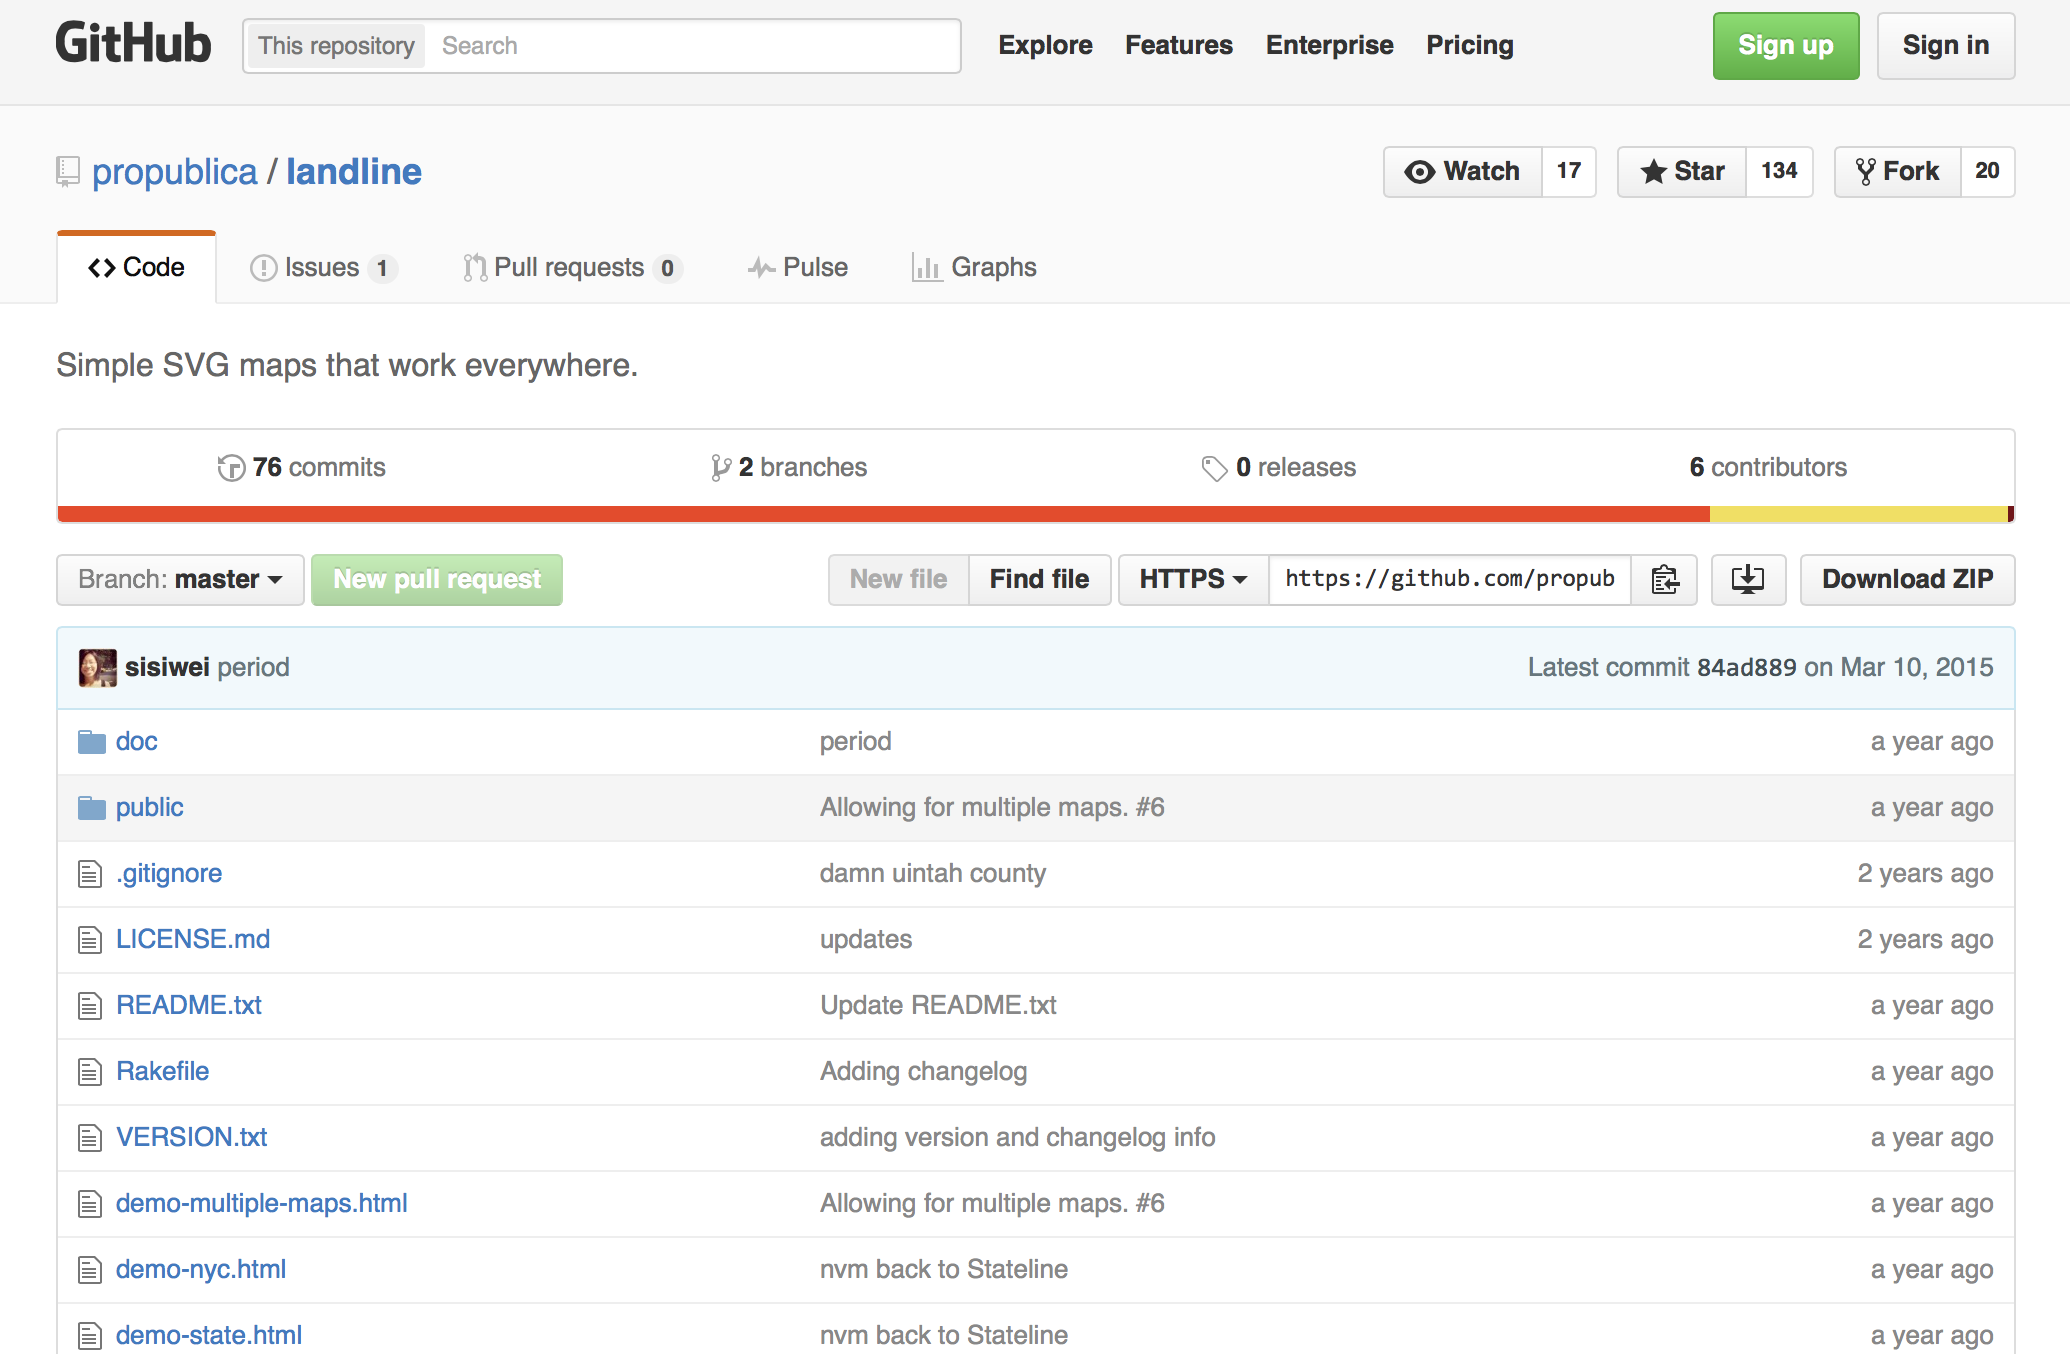 GitHub This repository Search Explore Features Enterprise Pricing Sign up Sign in
propublica / landline Watch 17 Star 134 Fork 20
Code Issues 1 Pull requests 0 Pulse Graphs
Simple SVG maps that work everywhere.
76 commits 2 branches 0 releases 6 contributors
Branch: master New pull request New file Find file HTTPS https://github.com/propub Download ZIP
sisiwei period Latest commit 84ad889 on Mar 10, 2015
doc period a year ago
public Allowing for multiple maps. #6 a year ago
.gitignore damn uintah county 2 years ago
LICENSE.md updates 2 years ago
README.txt Update README.txt a year ago
Rakefile Adding changelog a year ago
VERSION.txt adding version and changelog info a year ago
demo-multiple-maps.html Allowing for multiple maps. #6 a year ago
demo-nyc.html nvm back to Stateline a year ago
demo-state.html nvm back to Stateline a year ago